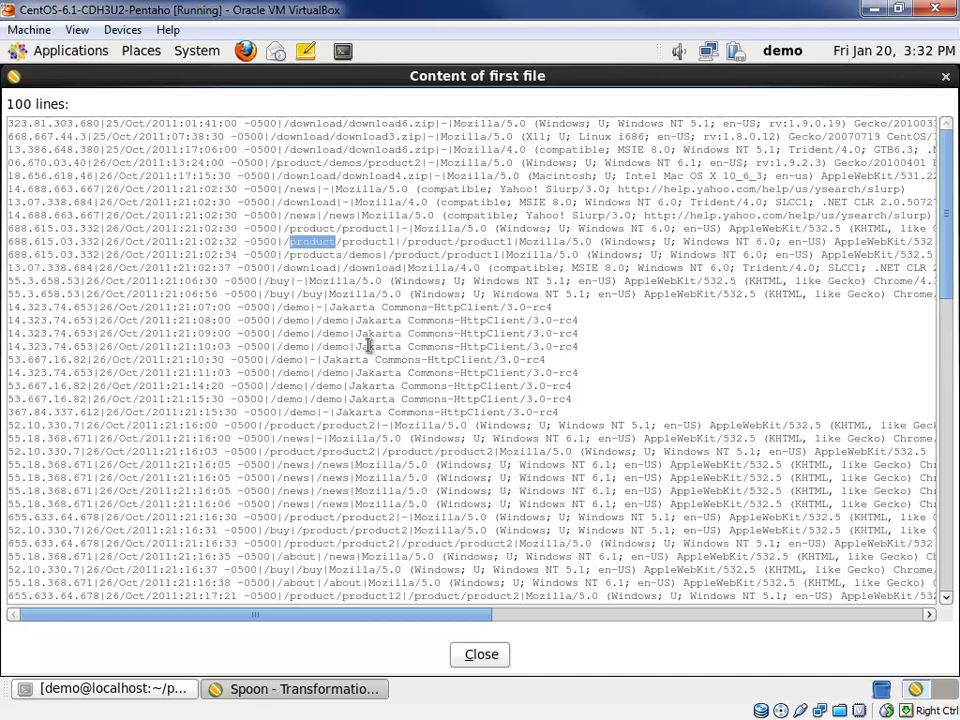 CentOS-6.1-CDH3U2-Pentaho [Running] - Oracle VM VirtualBox
Machine View Devices Help
Applications Places System demo Fri Jan 20, 3:32 PM
Content of first file
100 lines:
323.81.303.680|25/Oct/2011:01:41:00 -0500|/download/download6.zip|-|Mozilla/5.0 (Windows; U; Windows NT 5.1; en-US; rv:1.9.0.19) Gecko/201003
668.667.44.3|25/Oct/2011:07:38:30 -0500|/download/download3.zip|-|Mozilla/5.0 (X11; U; Linux i686; en-US; rv:1.8.0.12) Gecko/20070719 CentOS/
13.386.648.380|25/Oct/2011:17:06:00 -0500|/download/download6.zip|-|Mozilla/4.0 (compatible; MSIE 8.0; Windows NT 5.1; Trident/4.0; GTB6.3; .N
06.670.03.40|26/Oct/2011:13:24:00 -0500|/product/demos/product2|-|Mozilla/5.0 (Windows; U; Windows NT 6.1; en-US; rv:1.9.2.3) Gecko/20100401
18.656.618.46|26/Oct/2011:17:15:30 -0500|/download/download4.zip|-|Mozilla/5.0 (Macintosh; U; Intel Mac OS X 10_6_3; en-us) AppleWebKit/531.22
14.688.663.667|26/Oct/2011:21:02:30 -0500|/news|-|Mozilla/5.0 (compatible; Yahoo! Slurp/3.0; http://help.yahoo.com/help/us/ysearch/slurp)
13.07.338.684|26/Oct/2011:21:02:30 -0500|/download|-|Mozilla/4.0 (compatible; MSIE 8.0; Windows NT 6.0; Trident/4.0; SLCC1; .NET CLR 2.0.5072
14.688.663.667|26/Oct/2011:21:02:30 -0500|/news|/news|Mozilla/5.0 (compatible; Yahoo! Slurp/3.0; http://help.yahoo.com/help/us/ysearch/slurp)
688.615.03.332|26/Oct/2011:21:02:30 -0500|/product/product1|-|Mozilla/5.0 (Windows; U; Windows NT 6.0; en-US) AppleWebKit/532.5 (KHTML, like
688.615.03.332|26/Oct/2011:21:02:32 -0500|/product/product1|/product/product1|Mozilla/5.0 (Windows; U; Windows NT 6.0; en-US) AppleWebKit/532
688.615.03.332|26/Oct/2011:21:02:34 -0500|/products/demos|/product/product1|Mozilla/5.0 (Windows; U; Windows NT 6.0; en-US) AppleWebKit/532.5
13.07.338.684|26/Oct/2011:21:02:37 -0500|/download|/download|Mozilla/4.0 (compatible; MSIE 8.0; Windows NT 6.0; Trident/4.0; SLCC1; .NET CLR 2
55.3.658.53|26/Oct/2011:21:06:30 -0500|/buy|-|Mozilla/5.0 (Windows; U; Windows NT 5.1; en-US) AppleWebKit/532.5 (KHTML, like Gecko) Chrome/4.
55.3.658.53|26/Oct/2011:21:06:56 -0500|/buy|/buy|Mozilla/5.0 (Windows; U; Windows NT 5.1; en-US) AppleWebKit/532.5 (KHTML, like Gecko) Chrome,
14.323.74.653|26/Oct/2011:21:07:00 -0500|/demo|-|Jakarta Commons-HttpClient/3.0-rc4
14.323.74.653|26/Oct/2011:21:08:00 -0500|/demo|/demo|Jakarta Commons-HttpClient/3.0-rc4
14.323.74.653|26/Oct/2011:21:09:00 -0500|/demo|/demo|Jakarta Commons-HttpClient/3.0-rc4
14.323.74.653|26/Oct/2011:21:10:03 -0500|/demo|/demo|Jakarta Commons-HttpClient/3.0-rc4
53.667.16.82|26/Oct/2011:21:10:30 -0500|/demo|-|Jakarta Commons-HttpClient/3.0-rc4
14.323.74.653|26/Oct/2011:21:11:03 -0500|/demo|/demo|Jakarta Commons-HttpClient/3.0-rc4
53.667.16.82|26/Oct/2011:21:14:20 -0500|/demo|/demo|Jakarta Commons-HttpClient/3.0-rc4
53.667.16.82|26/Oct/2011:21:15:30 -0500|/demo|/demo|Jakarta Commons-HttpClient/3.0-rc4
367.84.337.612|26/Oct/2011:21:15:30 -0500|/demo|-|Jakarta Commons-HttpClient/3.0-rc4
52.10.330.7|26/Oct/2011:21:16:00 -0500|/product/product2|-|Mozilla/5.0 (Windows; U; Windows NT 5.1; en-US) AppleWebKit/532.5 (KHTML, like Gec
55.18.368.671|26/Oct/2011:21:16:00 -0500|/news|-|Mozilla/5.0 (Windows; U; Windows NT 6.1; en-US) AppleWebKit/532.5 (KHTML, like Gecko) Chrome/
52.10.330.7|26/Oct/2011:21:16:03 -0500|/product/product2|/product/product2|Mozilla/5.0 (Windows; U; Windows NT 5.1; en-US) AppleWebKit/532.5
55.18.368.671|26/Oct/2011:21:16:05 -0500|/news|/news|Mozilla/5.0 (Windows; U; Windows NT 6.1; en-US) AppleWebKit/532.5 (KHTML, like Gecko) Chr
55.18.368.671|26/Oct/2011:21:16:05 -0500|/news|/news|Mozilla/5.0 (Windows; U; Windows NT 6.1; en-US) AppleWebKit/532.5 (KHTML, like Gecko) Chr
55.18.368.671|26/Oct/2011:21:16:05 -0500|/news|/news|Mozilla/5.0 (Windows; U; Windows NT 6.1; en-US) AppleWebKit/532.5 (KHTML, like Gecko) Chr
55.18.368.671|26/Oct/2011:21:16:06 -0500|/news|/news|Mozilla/5.0 (Windows; U; Windows NT 6.1; en-US) AppleWebKit/532.5 (KHTML, like Gecko) Chr
655.633.64.678|26/Oct/2011:21:16:30 -0500|/product/product2|-|Mozilla/5.0 (Windows; U; Windows NT 5.1; en-US) AppleWebKit/532.5 (KHTML, like
52.10.330.7|26/Oct/2011:21:16:31 -0500|/buy|/product/product2|Mozilla/5.0 (Windows; U; Windows NT 5.1; en-US) AppleWebKit/532.5 (KHTML, like G
655.633.64.678|26/Oct/2011:21:16:33 -0500|/product/product2|/product/product2|Mozilla/5.0 (Windows; U; Windows NT 5.1; en-US) AppleWebKit/532
55.18.368.671|26/Oct/2011:21:16:35 -0500|/about|/news|Mozilla/5.0 (Windows; U; Windows NT 6.1; en-US) AppleWebKit/532.5 (KHTML, like Gecko) Ch
52.10.330.7|26/Oct/2011:21:16:37 -0500|/buy|/buy|Mozilla/5.0 (Windows; U; Windows NT 5.1; en-US) AppleWebKit/532.5 (KHTML, like Gecko)
55.18.368.671|26/Oct/2011:21:16:38 -0500|/about|/about|Mozilla/5.0 (Windows; U; Windows NT 6.1; en-US) AppleWebKit/532.5 (KHTML, like Gecko)
655.633.64.678|26/Oct/2011:21:17:21 -0500|/product/product12|/product/product2|Mozilla/5.0 (Windows; U; Windows NT 5.1; en-US) AppleWebKit/532
Close
[demo@localhost:~/p... Spoon - Transformatio...
Right Ctrl